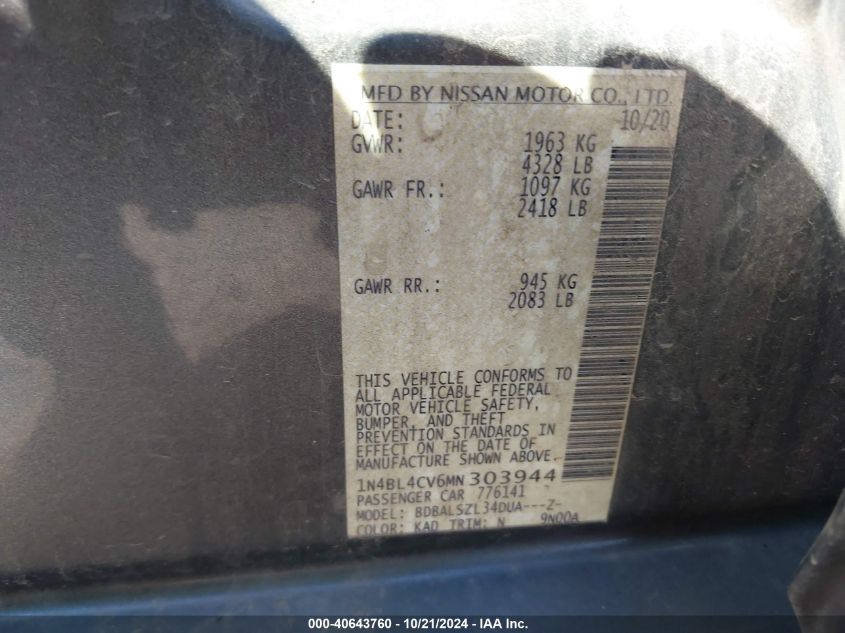 MFD BY NISSAN MOTOR CO., LTD.
DATE: 10/20
GVWR: 1963 KG
4328 LB
GAWR FR.: 1097 KG
2418 LB
GAWR RR.: 945 KG
2083 LB
THIS VEHICLE CONFORMS TO
ALL APPLICABLE FEDERAL
MOTOR VEHICLE SAFETY,
BUMPER, AND THEFT
PREVENTION STANDARDS IN
EFFECT ON THE DATE OF
MANUFACTURE SHOWN ABOVE.
1N4BL4CV6MN303944
PASSENGER CAR 776141
MODEL: BDBALSZL34DUA---Z-
COLOR: KAD TRIM: N 9N00A
000-40643760 - 10/21/2024 - IAA Inc.